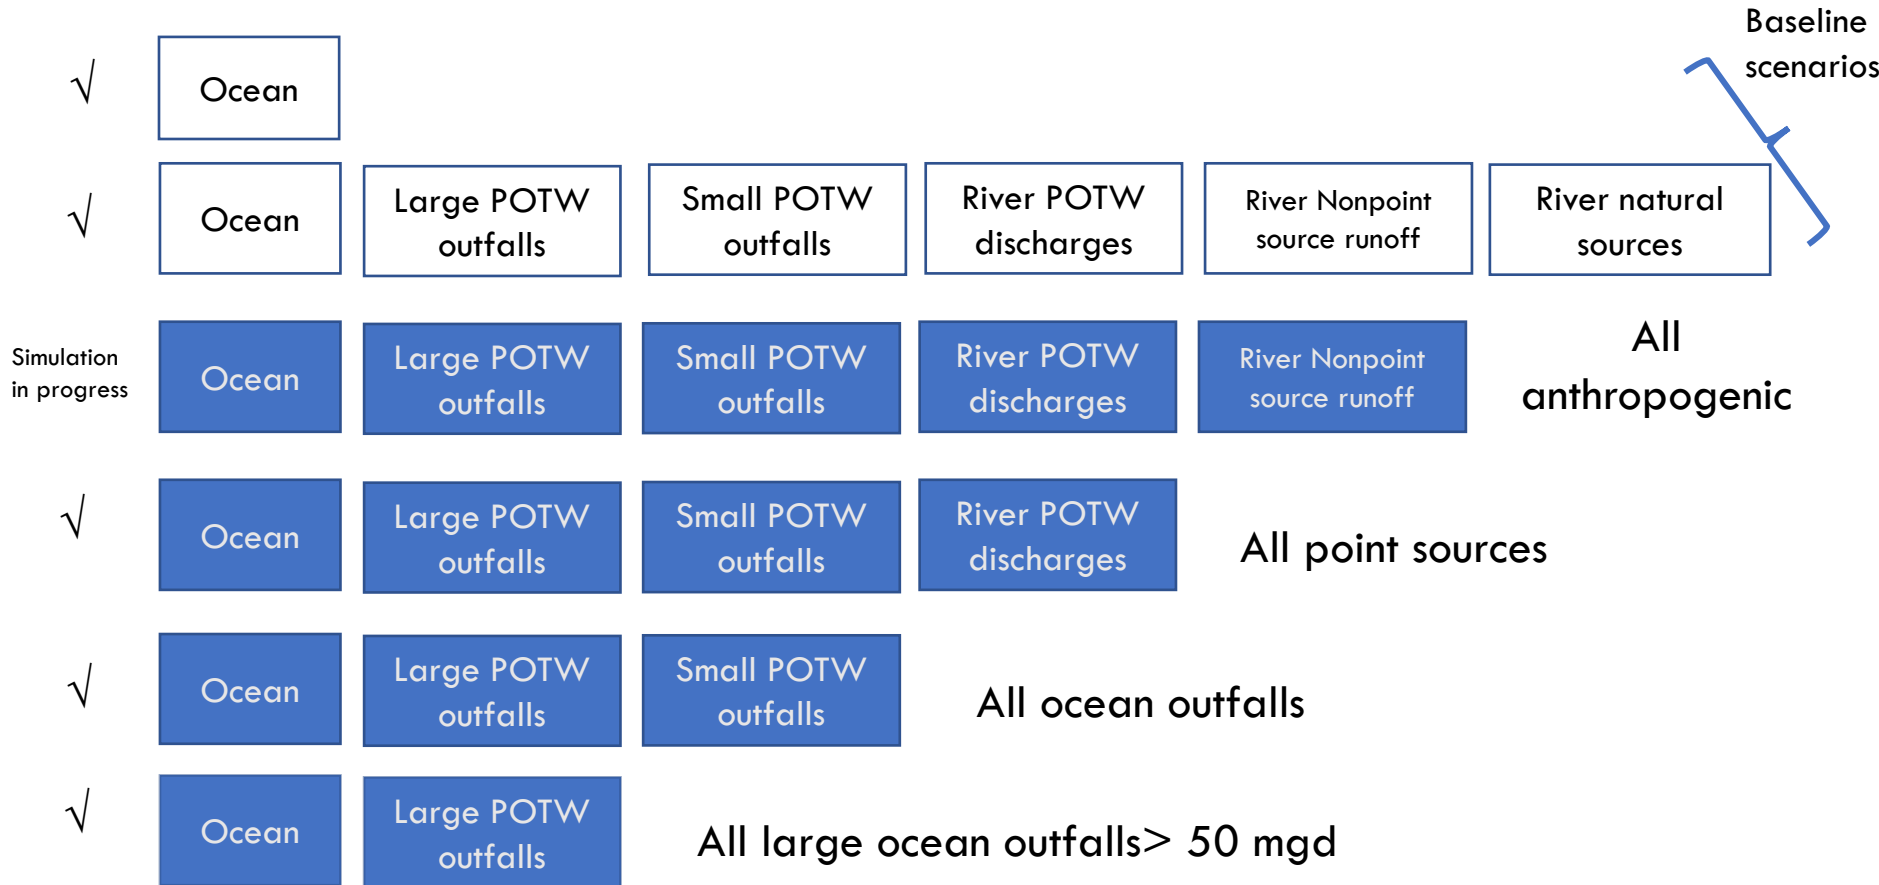 Baseline
scenarios
√
Ocean
√
Ocean
Large POTW
outfalls
Small POTW
outfalls
River POTW
discharges
River Nonpoint
source runoff
River natural
sources
Simulation
in progress
Ocean
Large POTW
outfalls
Small POTW
outfalls
River POTW
discharges
River Nonpoint
source runoff
All
anthropogenic
√
Ocean
Large POTW
outfalls
Small POTW
outfalls
River POTW
discharges
All point sources
√
Ocean
Large POTW
outfalls
Small POTW
outfalls
All ocean outfalls
√
Ocean
Large POTW
outfalls
All large ocean outfalls> 50 mgd